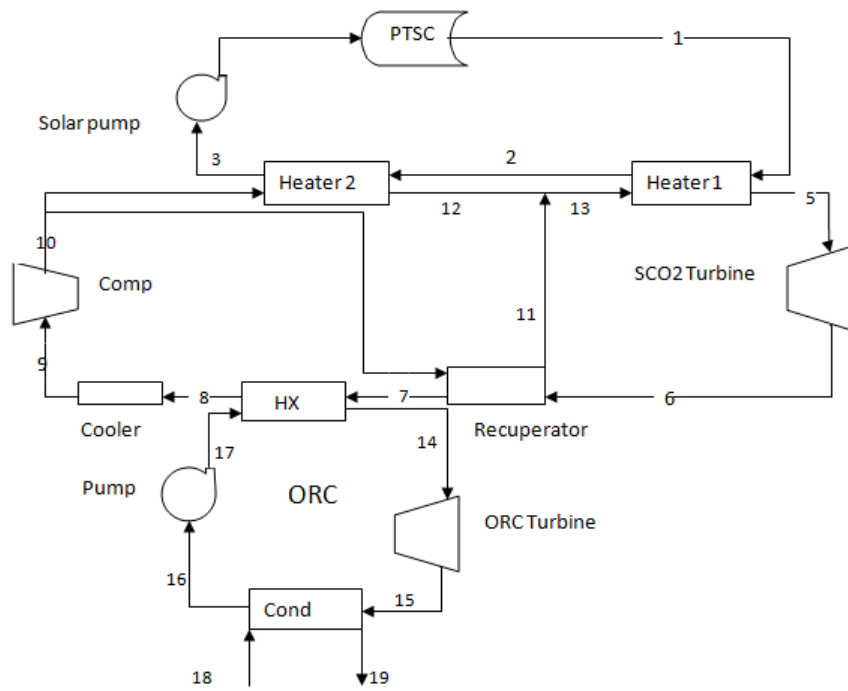 PTSC
1
Solar pump
3
Heater 2
2
Heater 1
12
13
5
10
Comp
SCO2 Turbine
11
9
8
HX
7
6
Cooler
Recuperator
17
14
Pump
ORC
ORC Turbine
16
Cond
15
18
19